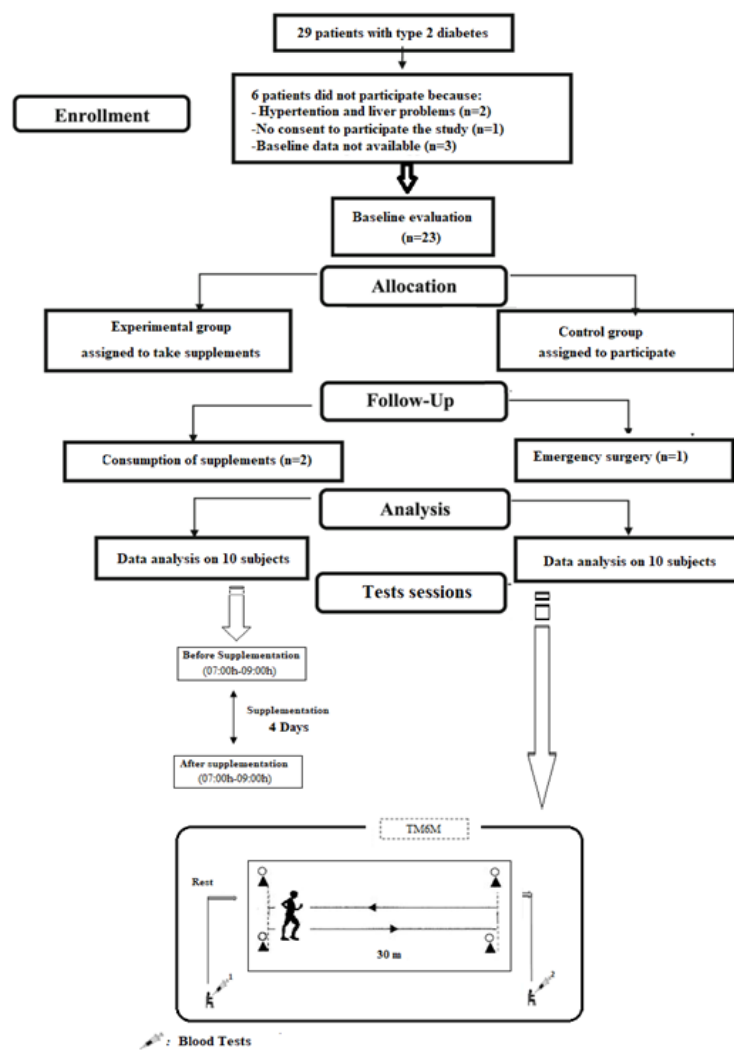 29 patients with type 2 diabetes
Enrollment
6 patients did not participate because:
- Hypertention and liver problems (n=2)
-No consent to participate the study (n=1)
-Baseline data not available (n=3)
Baseline evaluation
(n=23)
Allocation
Experimental group
assigned to take supplements
Control group
assigned to participate
Follow-Up
Consumption of supplements (n=2)
Emergency surgery (n=1)
Analysis
Data analysis on 10 subjects
Data analysis on 10 subjects
Tests sessions
Before Supplementation
(07:00h-09:00h)
Supplementation
4 Days
After supplementation
(07:00h-09:00h)
TM6M
Rest
30 m
1
2
: Blood Tests